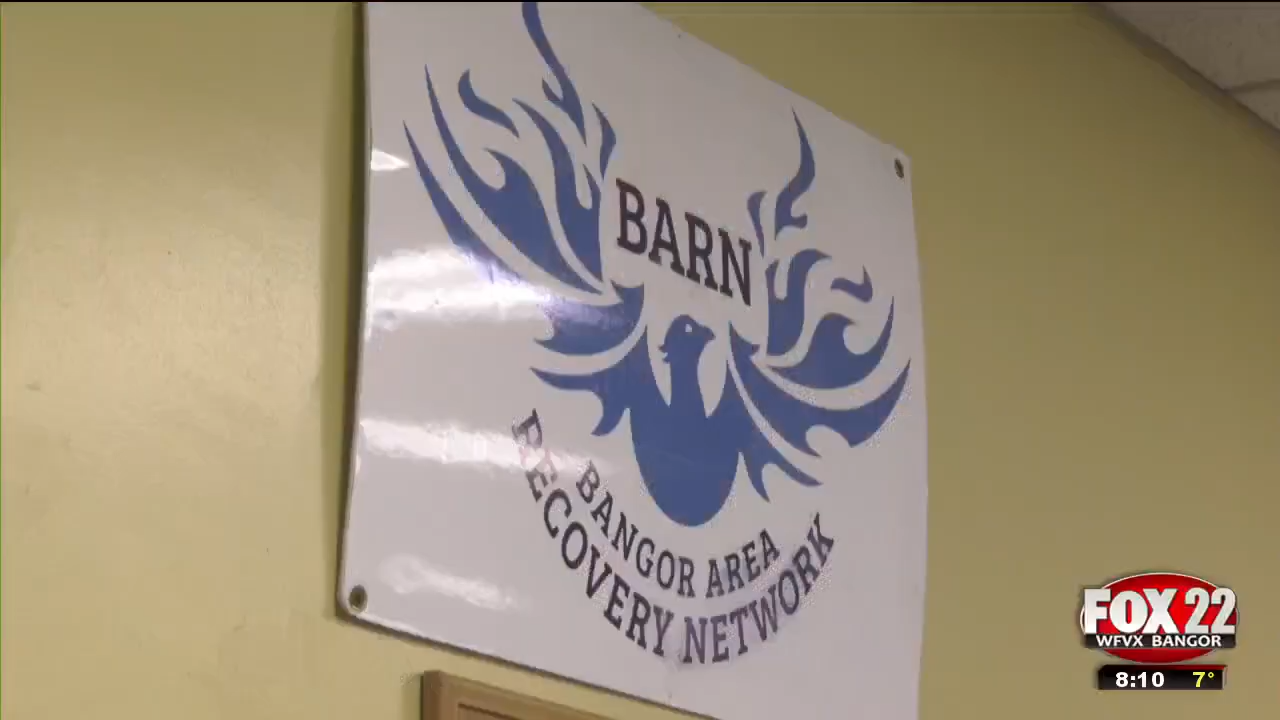 BARN
BANGOR AREA
RECOVERY NETWORK
FOX 22
WFVX BANGOR
8:10 7°